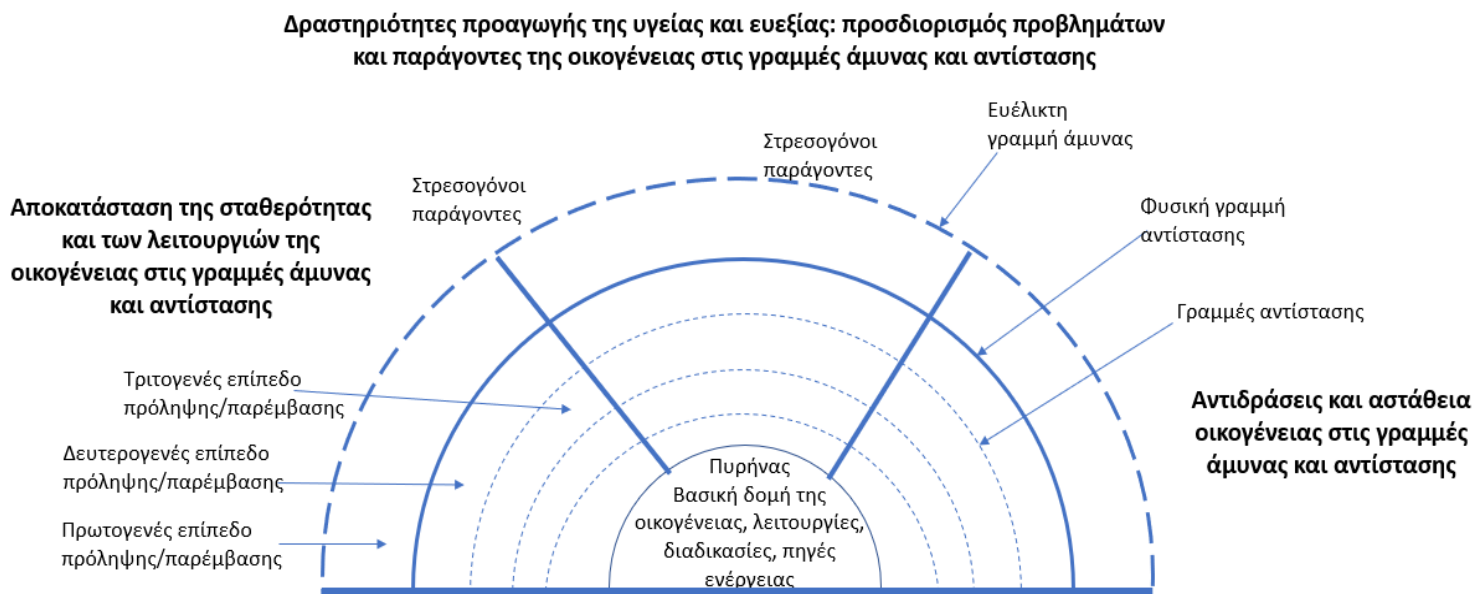 Δραστηριότητες προαγωγής της υγείας και ευεξίας: προσδιορισμός προβλημάτων
και παράγοντες της οικογένειας στις γραμμές άμυνας και αντίστασης
Ευέλικτη
γραμμή άμυνας
Στρεσογόνοι
παράγοντες
Στρεσογόνοι
παράγοντες
Αποκατάσταση της σταθερότητας
και των λειτουργιών της
οικογένειας στις γραμμές άμυνας
και αντίστασης
Φυσική γραμμή
αντίστασης
Γραμμές αντίστασης
Τριτογενές επίπεδο
πρόληψης/παρέμβασης
Αντιδράσεις και αστάθεια
οικογένειας στις γραμμές
άμυνας και αντίστασης
Δευτερογενές επίπεδο
πρόληψης/παρέμβασης
Πρωτογενές επίπεδο
πρόληψης/παρέμβασης
Πυρήνας
Βασική δομή της
οικογένειας, λειτουργίες,
διαδικασίες, πηγές
ενέργειας